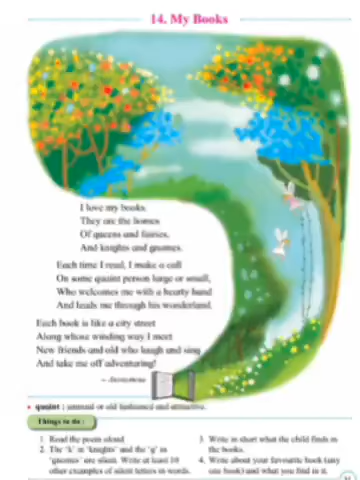 14. My Books
I love my books
They are the homes
Of queens and fairies,
And knights and gnomes.
Each time I read, I make a call
On some quaint person large or small,
Who welcomes me with a hearty hand
And leads me through his wonderland.
Each book is like a city street
Along whose winding way I meet
New friends and old who laugh and sing
And take me off adventuring!
– Anonymous
• quaint : unusual or old fashioned and attractive.
Things to do :
1. Read the poem aloud.
2. The 'k' in 'knights' and the 'g' in
'gnomes' are silent. Write at least 10
other examples of silent letters in words.
3. Write in short what the child finds in
the books.
4. Write about your favourite book (any
one book) and what you find in it.